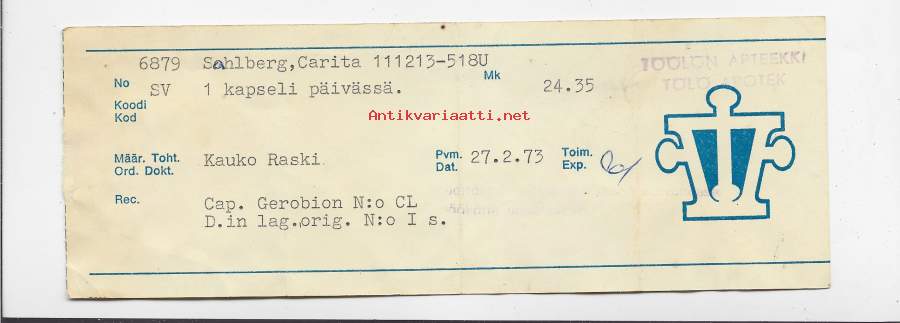 6879 Sahlberg,Carita 111213-518U
TÖÖLÖN APTEEKKI
TÖLÖ APOTEK
No SV 1 kapseli päivässä. Mk 24.35
Koodi
Kod
Antikvariaatti.net
Määr. Toht. Kauko Raski Pvm. 27.2.73 Toim.
Ord. Dokt. Dat. Exp.
Rec. Cap. Gerobion N:o CL
D.in lag.orig. N:o I s.